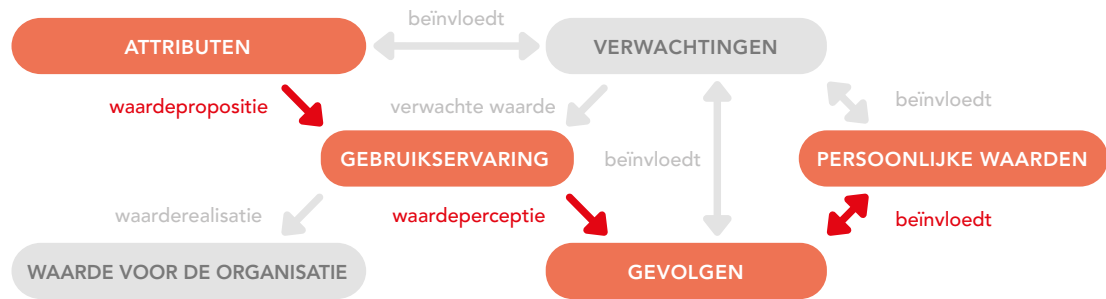 beïnvloedt
ATTRIBUTEN
VERWACHTINGEN
waardepropositie
verwachte waarde
beïnvloedt
GEBRUIKSERVARING
beïnvloedt
PERSOONLIJKE WAARDEN
waarderealisatie
waardeperceptie
beïnvloedt
WAARDE VOOR DE ORGANISATIE
GEVOLGEN